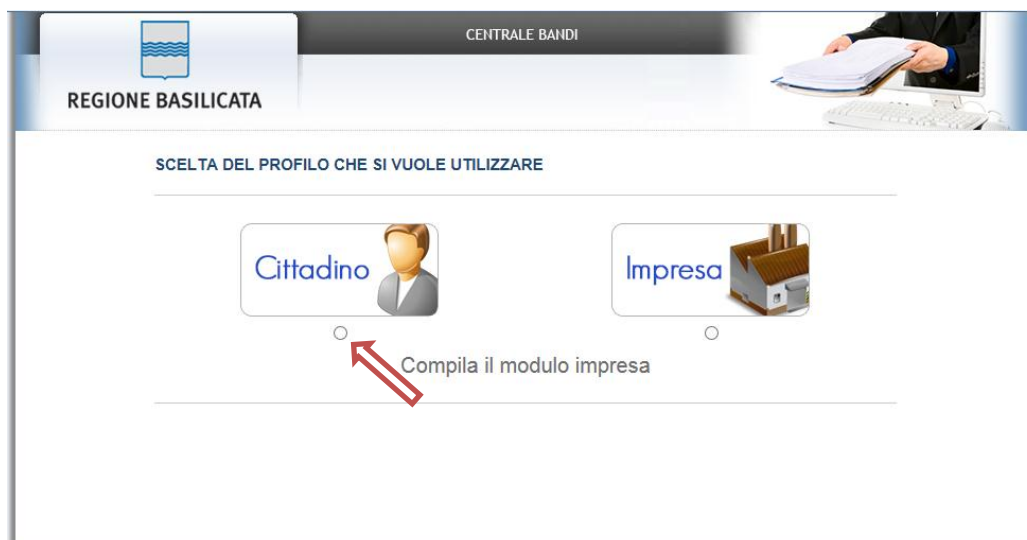 CENTRALE BANDI
REGIONE BASILICATA
SCELTA DEL PROFILO CHE SI VUOLE UTILIZZARE
Cittadino
Impresa
Compila il modulo impresa